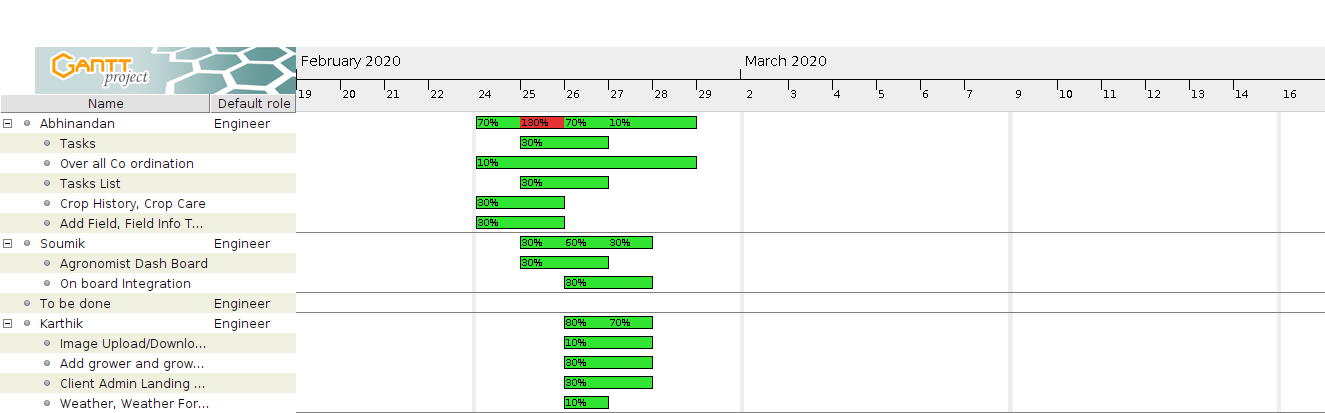 GANTT
project
February 2020 March 2020
19 20 21 22 24 25 26 27 28 29 2 3 4 5 6 7 9 10 11 12 13 14 16
Name Default role
Abhinandan Engineer 70% 130% 70% 10%
Tasks 30%
Over all Co ordination 10%
Tasks List 30%
Crop History, Crop Care 30%
Add Field, Field Info T... 30%
Soumik Engineer 30% 60% 30%
Agronomist Dash Board 30%
On board Integration 30%
To be done Engineer
Karthik Engineer 80% 70%
Image Upload/Downlo... 10%
Add grower and grow... 30%
Client Admin Landing ... 30%
Weather, Weather For... 10%